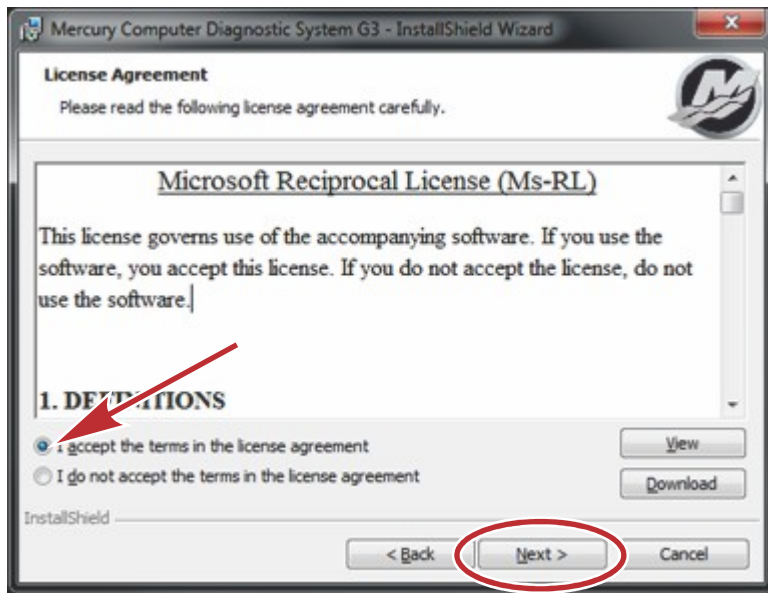 Mercury Computer Diagnostic System G3 - InstallShield Wizard
License Agreement
Please read the following license agreement carefully.
Microsoft Reciprocal License (Ms-RL)
This license governs use of the accompanying software. If you use the
software, you accept this license. If you do not accept the license, do not
use the software.
1. DEFINITIONS
I accept the terms in the license agreement
View
I do not accept the terms in the license agreement
Download
InstallShield
< Back
Next >
Cancel